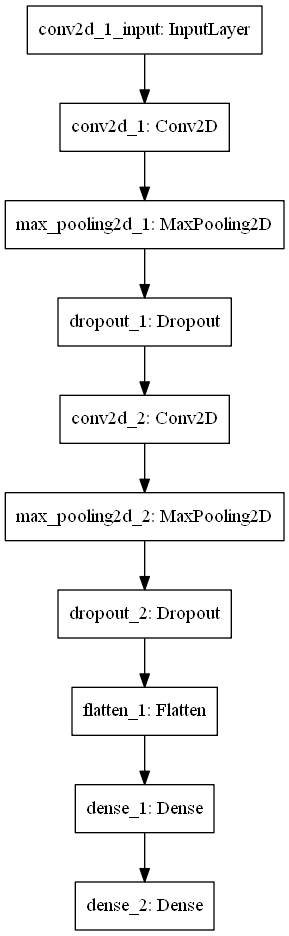 conv2d_1_input: InputLayer
conv2d_1: Conv2D
max_pooling2d_1: MaxPooling2D
dropout_1: Dropout
conv2d_2: Conv2D
max_pooling2d_2: MaxPooling2D
dropout_2: Dropout
flatten_1: Flatten
dense_1: Dense
dense_2: Dense